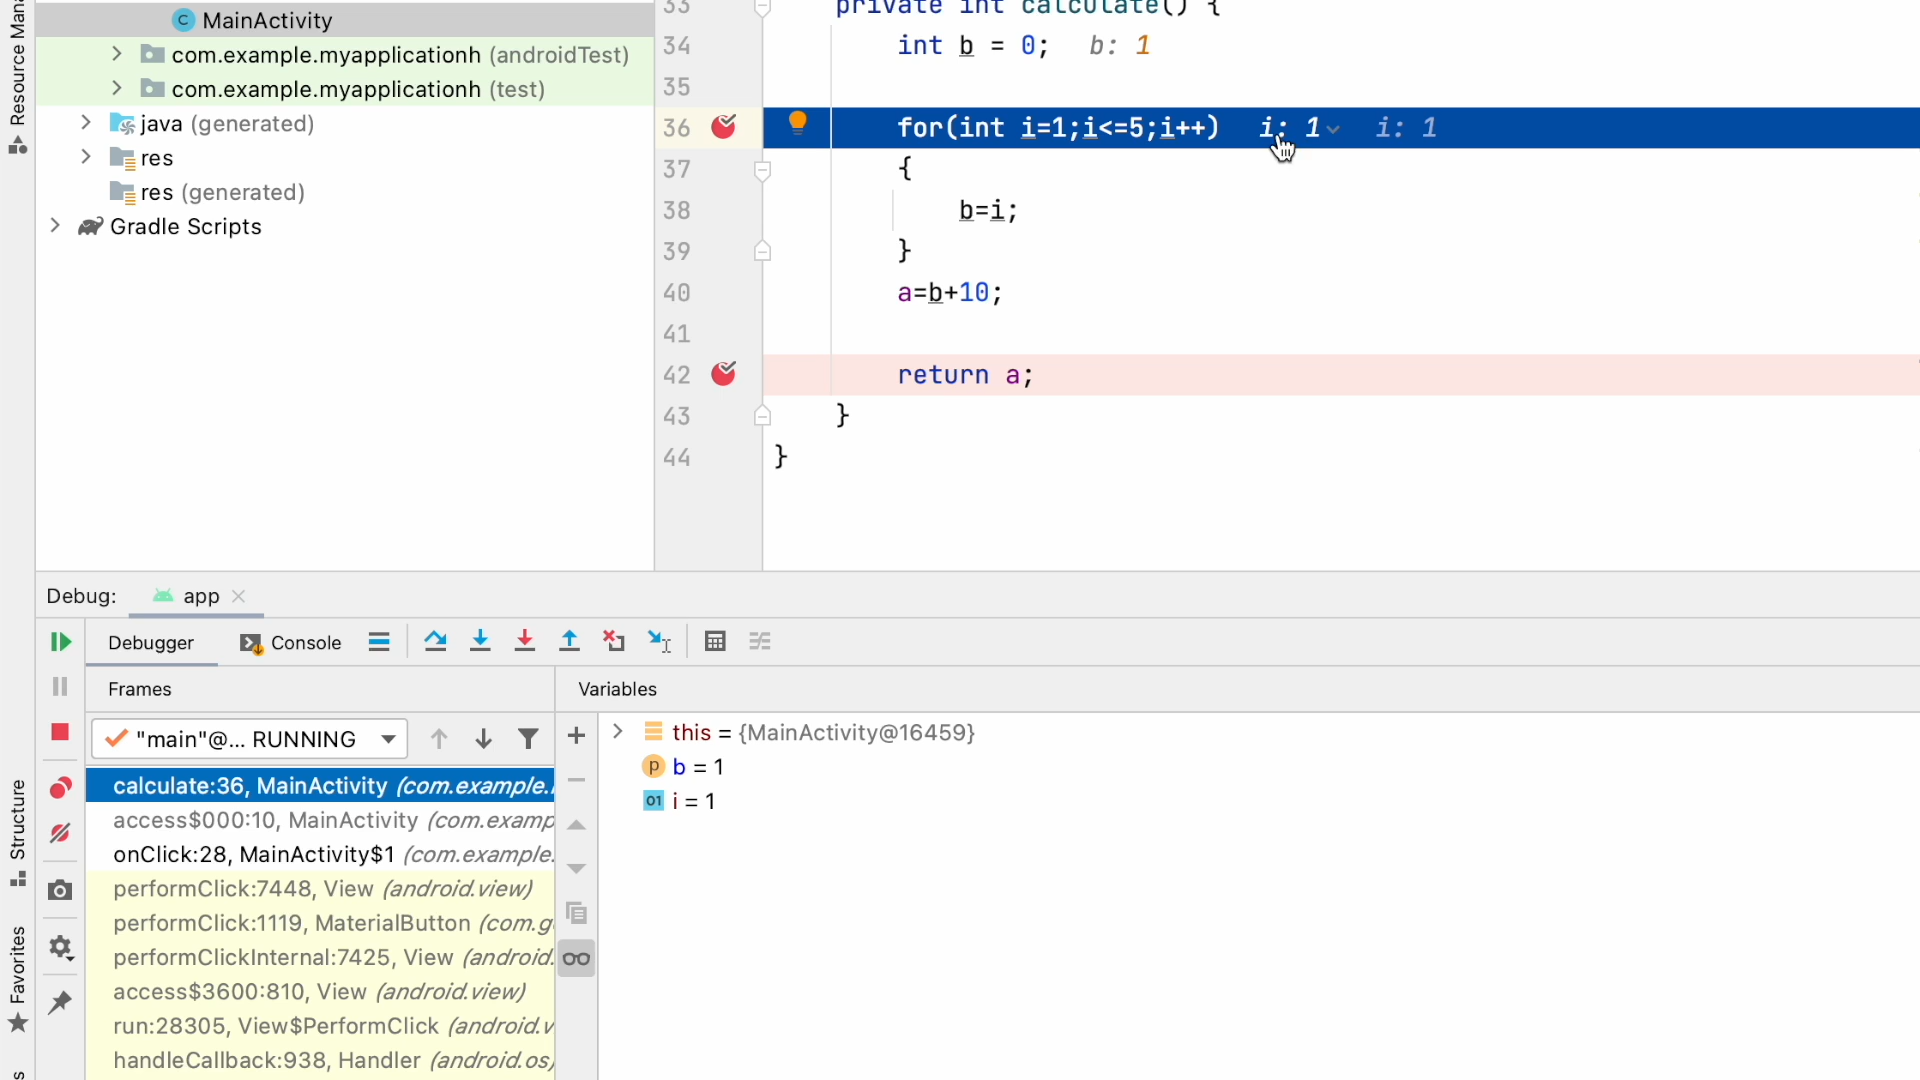 Resource Mana
MainActivity
com.example.myapplicationh (androidTest)
com.example.myapplicationh (test)
java (generated)
res
res (generated)
Gradle Scripts
33 private int calculate() {
34 int b = 0; b: 1
35
36 for(int i=1;i<=5;i++) i: 1 i: 1
37 {
38 b=i;
39 }
40 a=b+10;
41
42 return a;
43 }
44 }
Debug: app
Debugger Console
Frames
Variables
"main"@... RUNNING
calculate:36, MainActivity (com.example.
access$000:10, MainActivity (com.examp
onClick:28, MainActivity$1 (com.example.
performClick:7448, View (android.view)
performClick:1119, MaterialButton (com.g
performClickInternal:7425, View (android.
access$3600:810, View (android.view)
run:28305, View$PerformClick (android.v
handleCallback:938, Handler (android.os)
this = {MainActivity@16459}
p b = 1
01 i = 1
Structure
Favorites
s